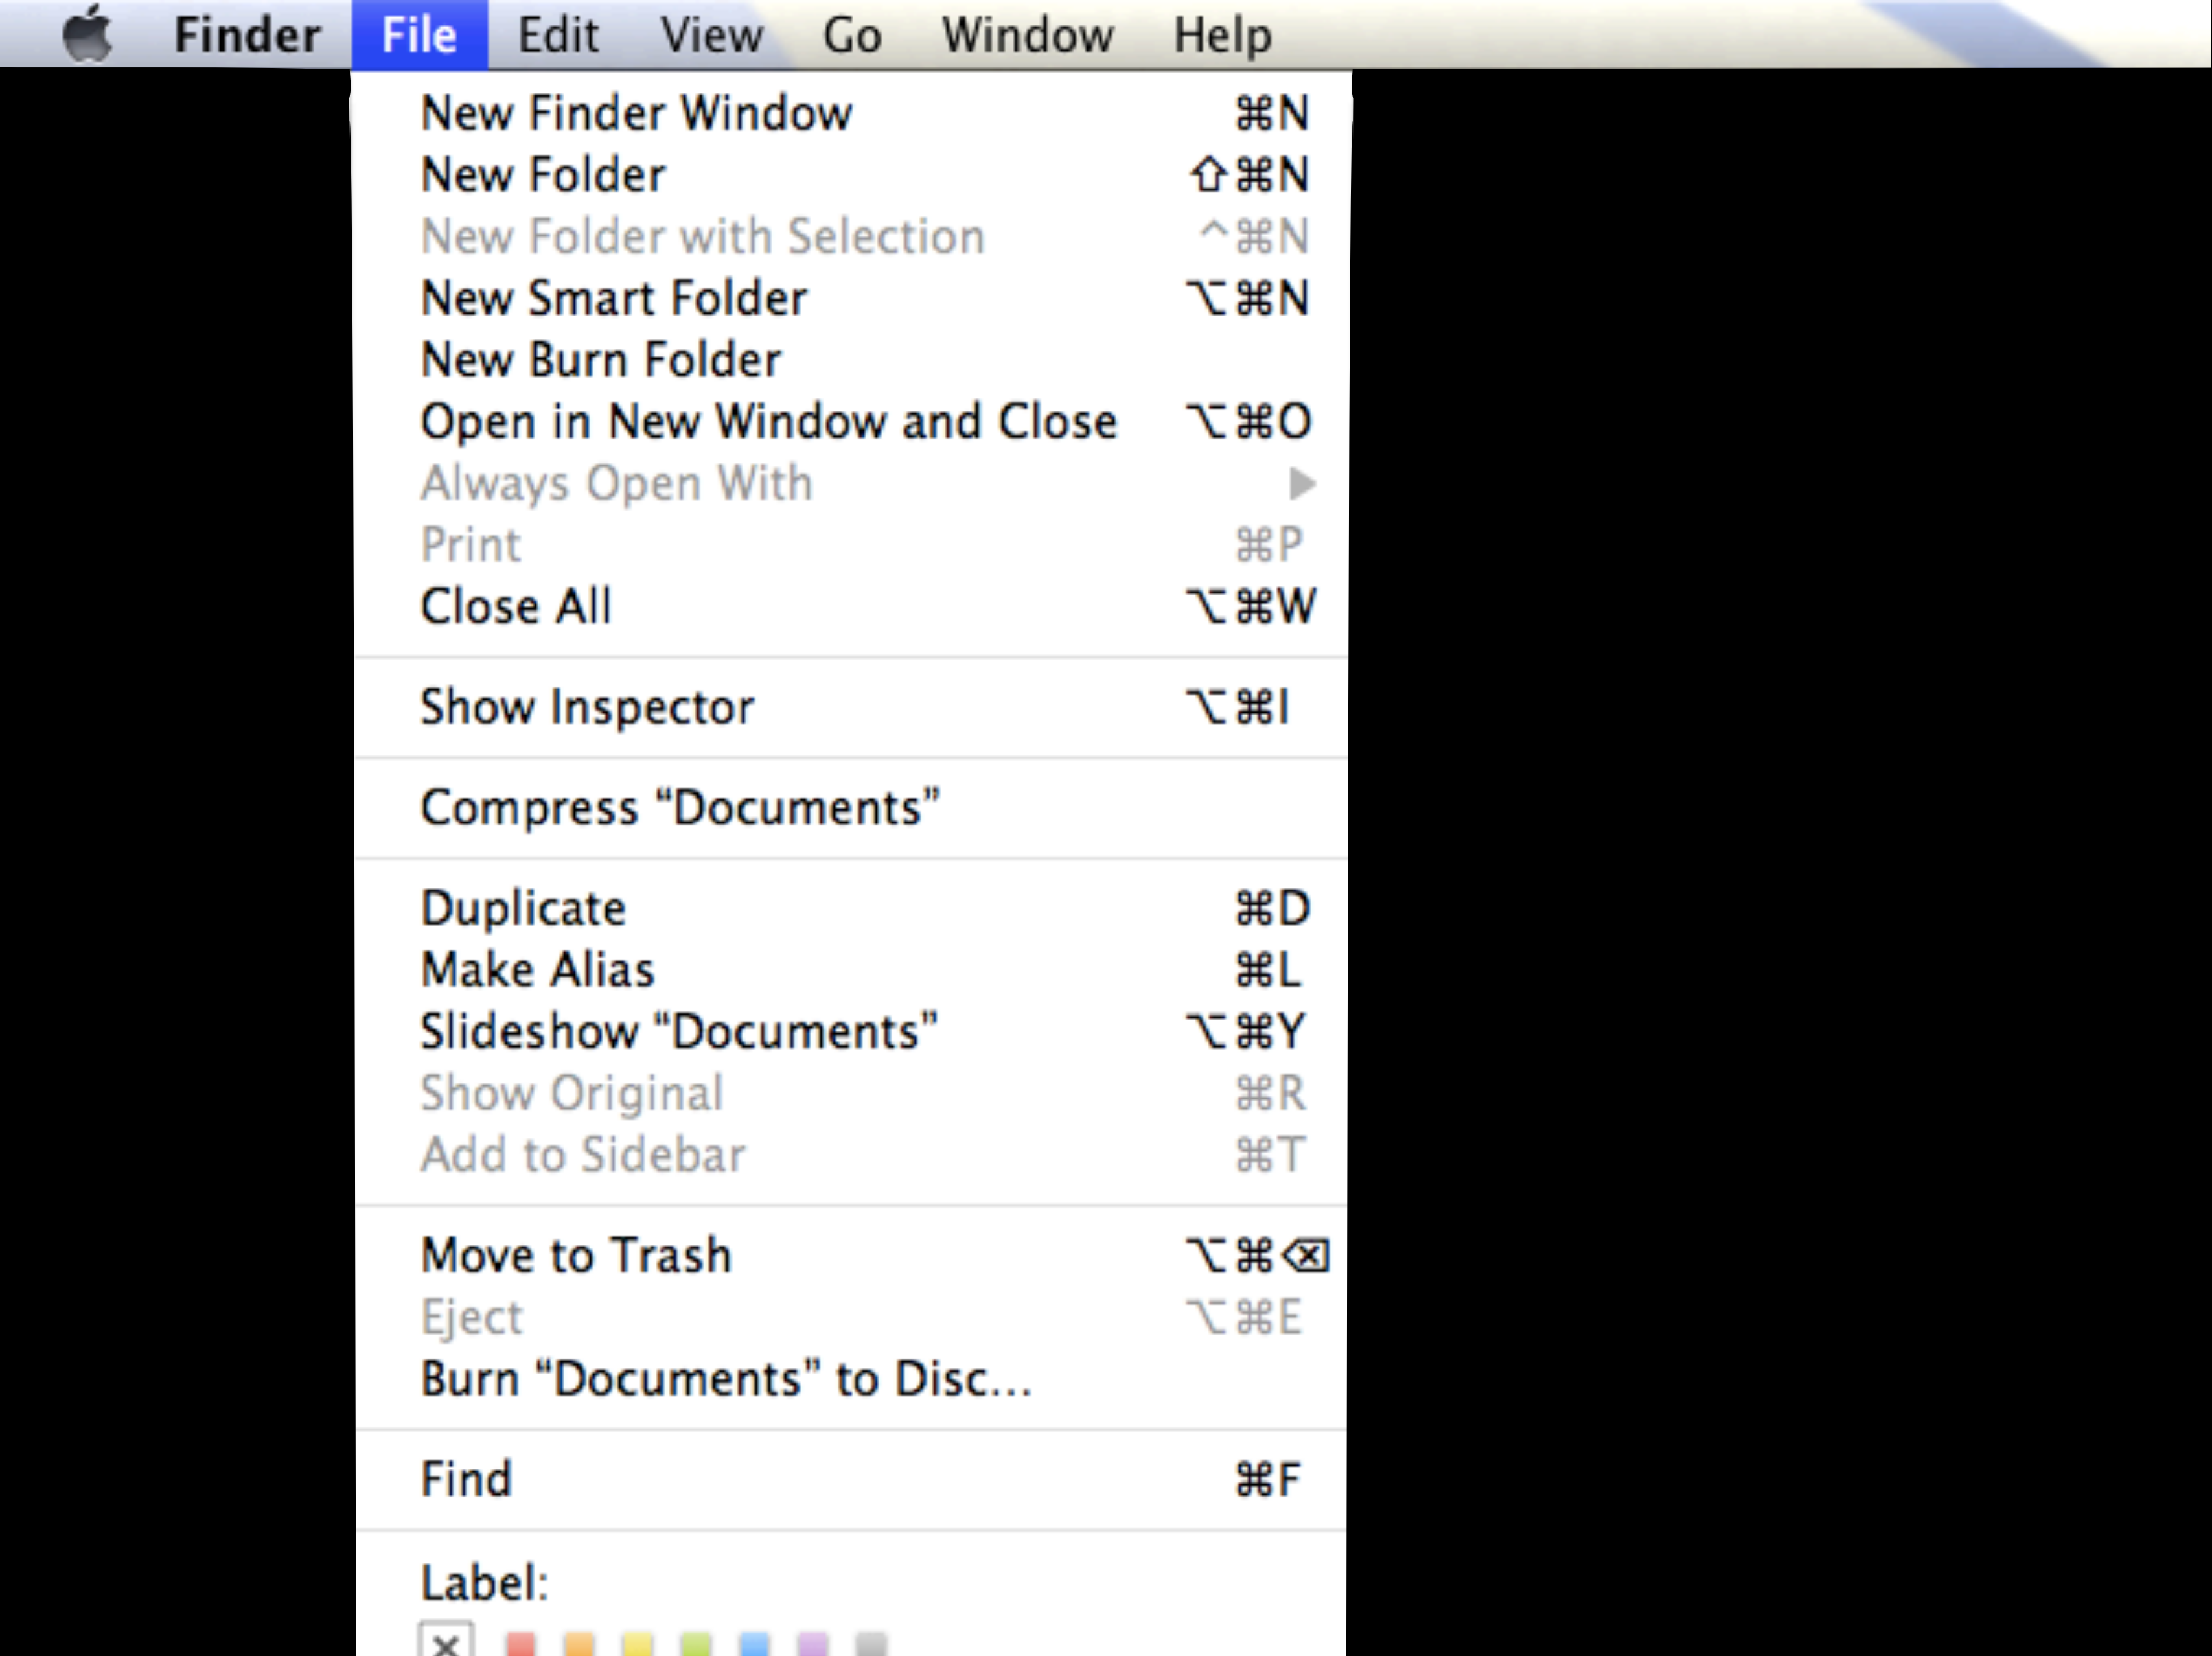 Finder File Edit View Go Window Help
New Finder Window ⌘N
New Folder ⇧⌘N
New Folder with Selection ^⌘N
New Smart Folder ⌥⌘N
New Burn Folder
Open in New Window and Close ⌥⌘O
Always Open With ▶
Print ⌘P
Close All ⌥⌘W
Show Inspector ⌥⌘I
Compress “Documents”
Duplicate ⌘D
Make Alias ⌘L
Slideshow “Documents” ⌥⌘Y
Show Original ⌘R
Add to Sidebar ⌘T
Move to Trash ⌥⌘⌫
Eject ⌥⌘E
Burn “Documents” to Disc…
Find ⌘F
Label: